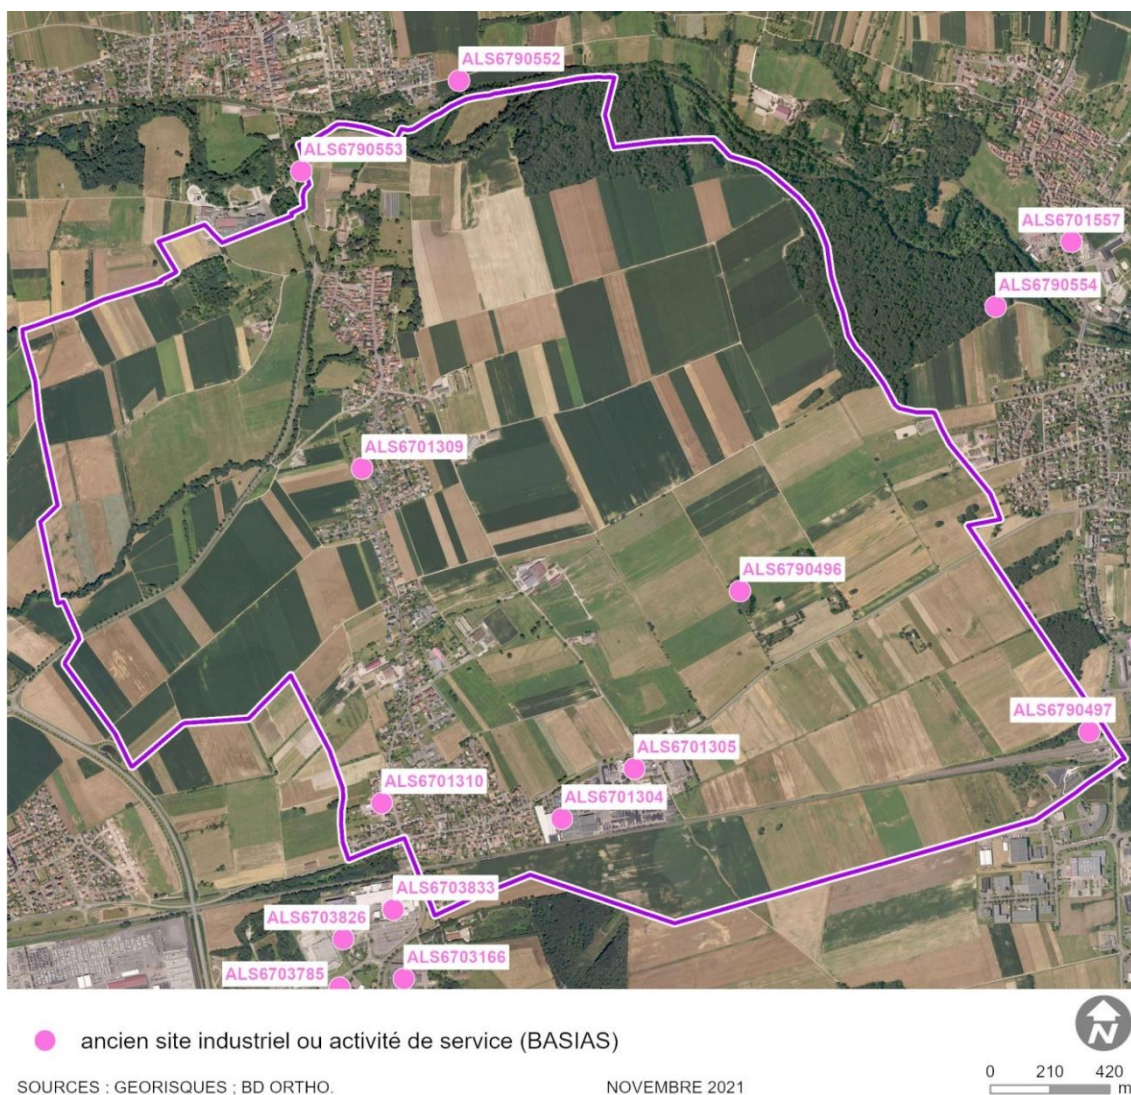 ALS6790552
ALS6790553
ALS6701557
ALS6790554
ALS6701309
ALS6790496
ALS6790497
ALS6701305
ALS6701310
ALS6701304
ALS6703833
ALS6703826
ALS6703166
ALS6703785
ancien site industriel ou activité de service (BASIAS)
N
SOURCES : GEORISQUES ; BD ORTHO.
NOVEMBRE 2021
0 210 420
m